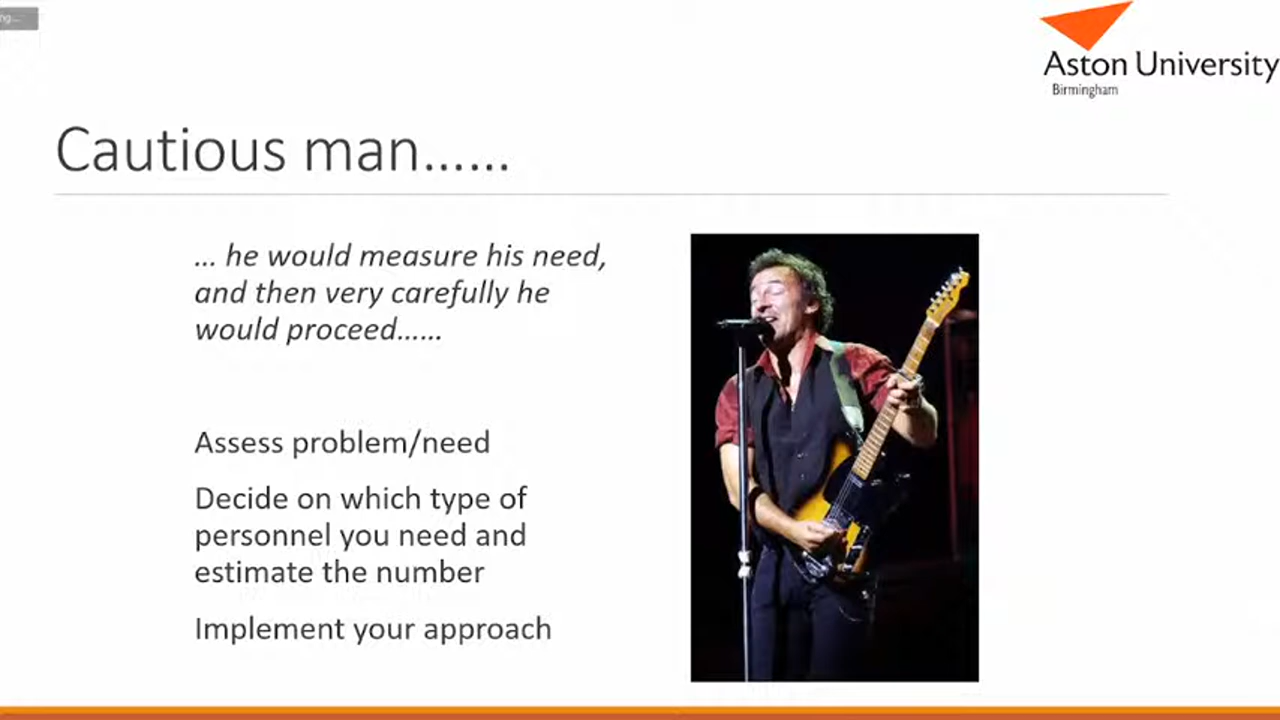 Aston University
Birmingham
Cautious man......
... he would measure his need,
and then very carefully he
would proceed......
Assess problem/need
Decide on which type of
personnel you need and
estimate the number
Implement your approach